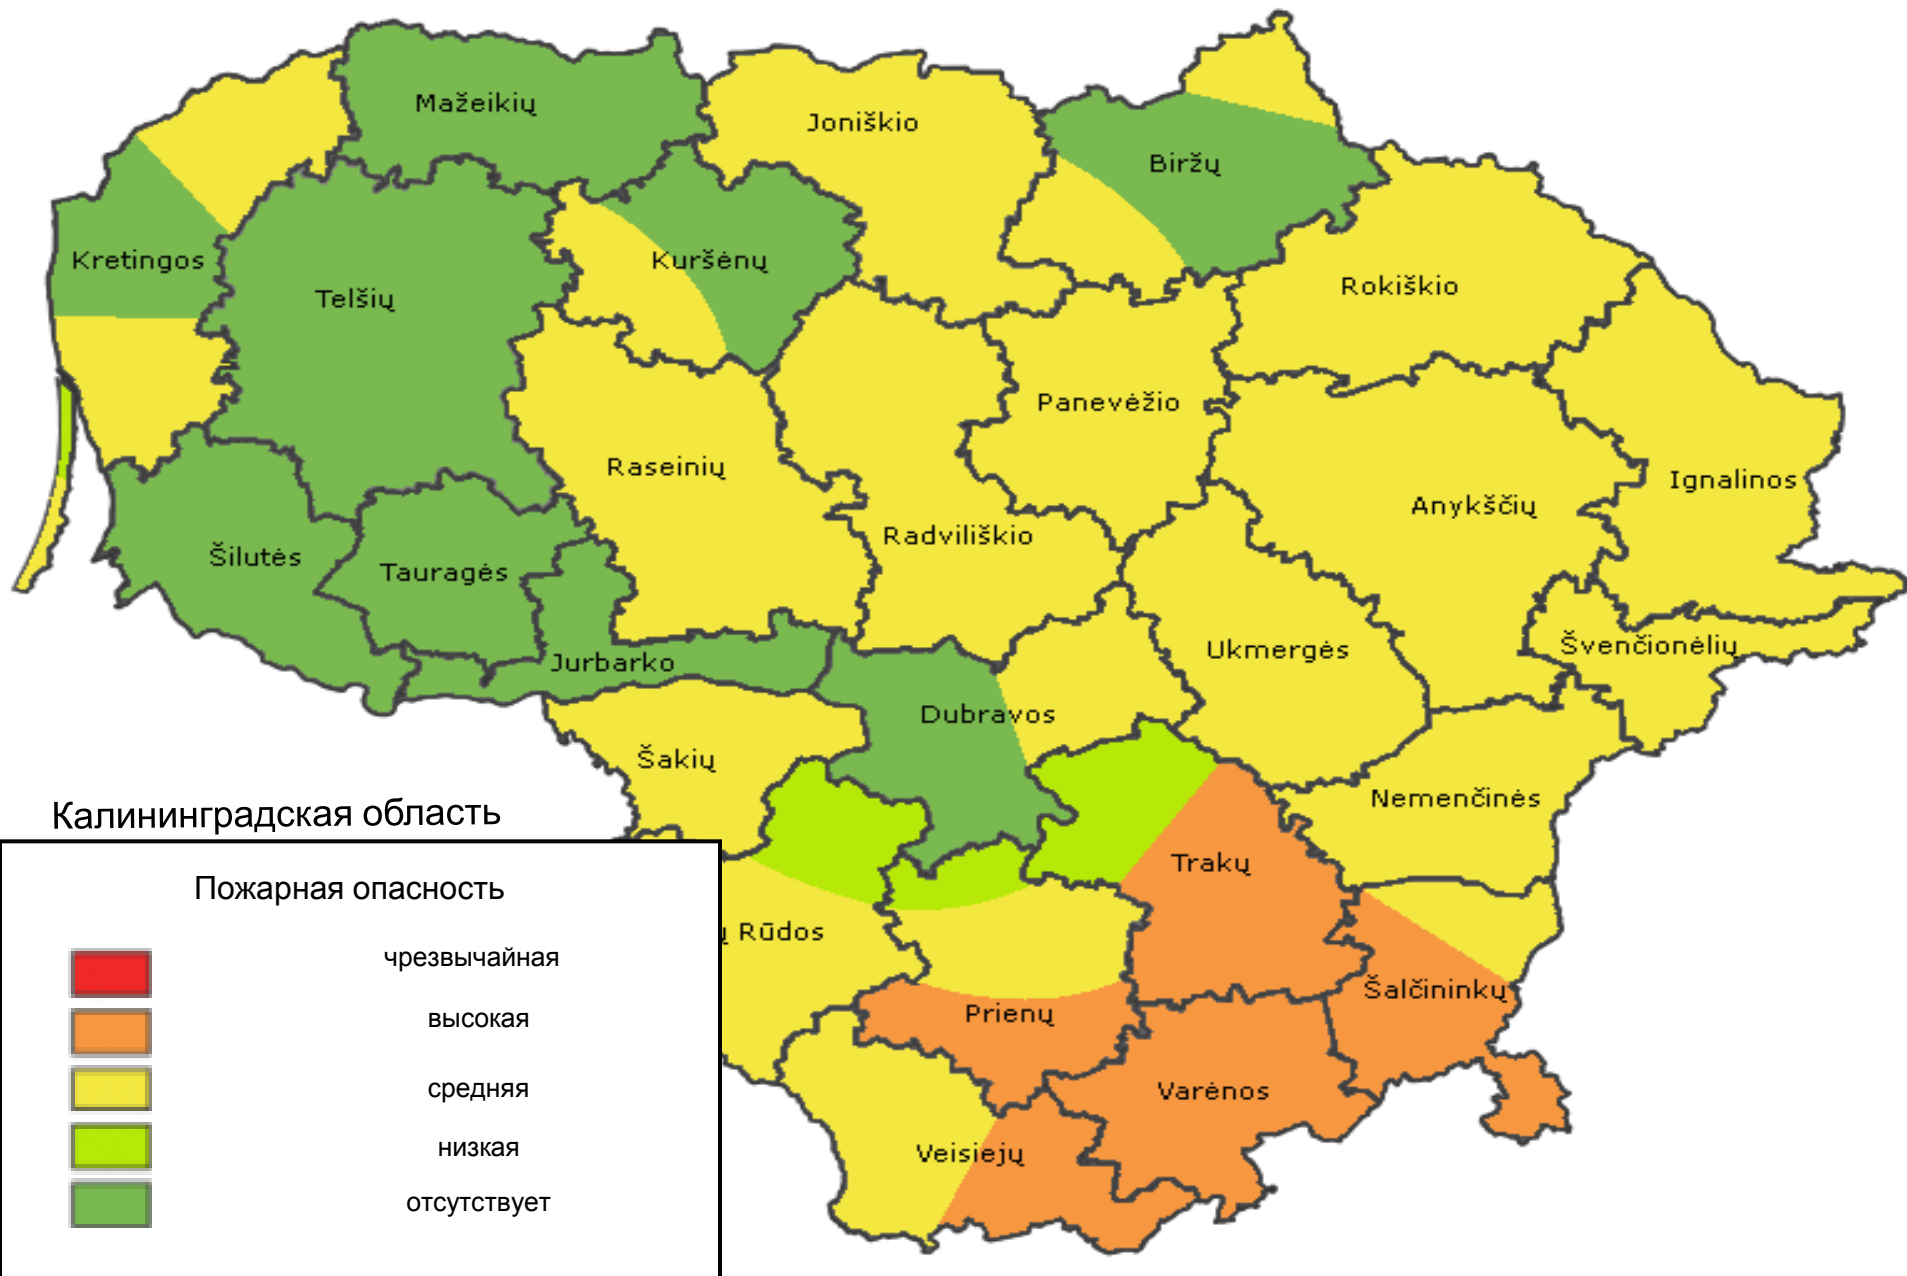 Mažeikių
Joniškio
Biržų
Kretingos
Telšių
Kuršėnų
Rokiškio
Panevėžio
Raseinių
Radviliškio
Anykščių
Ignalinos
Šilutės
Tauragės
Jurbarko
Ukmergės
Švenčionėlių
Dubravos
Šakių
Nemenčinės
Trakų
ų Rūdos
Šalčininkų
Prienų
Varėnos
Veisiejų
Калининградская область
Пожарная опасность
чрезвычайная
высокая
средняя
низкая
отсутствует